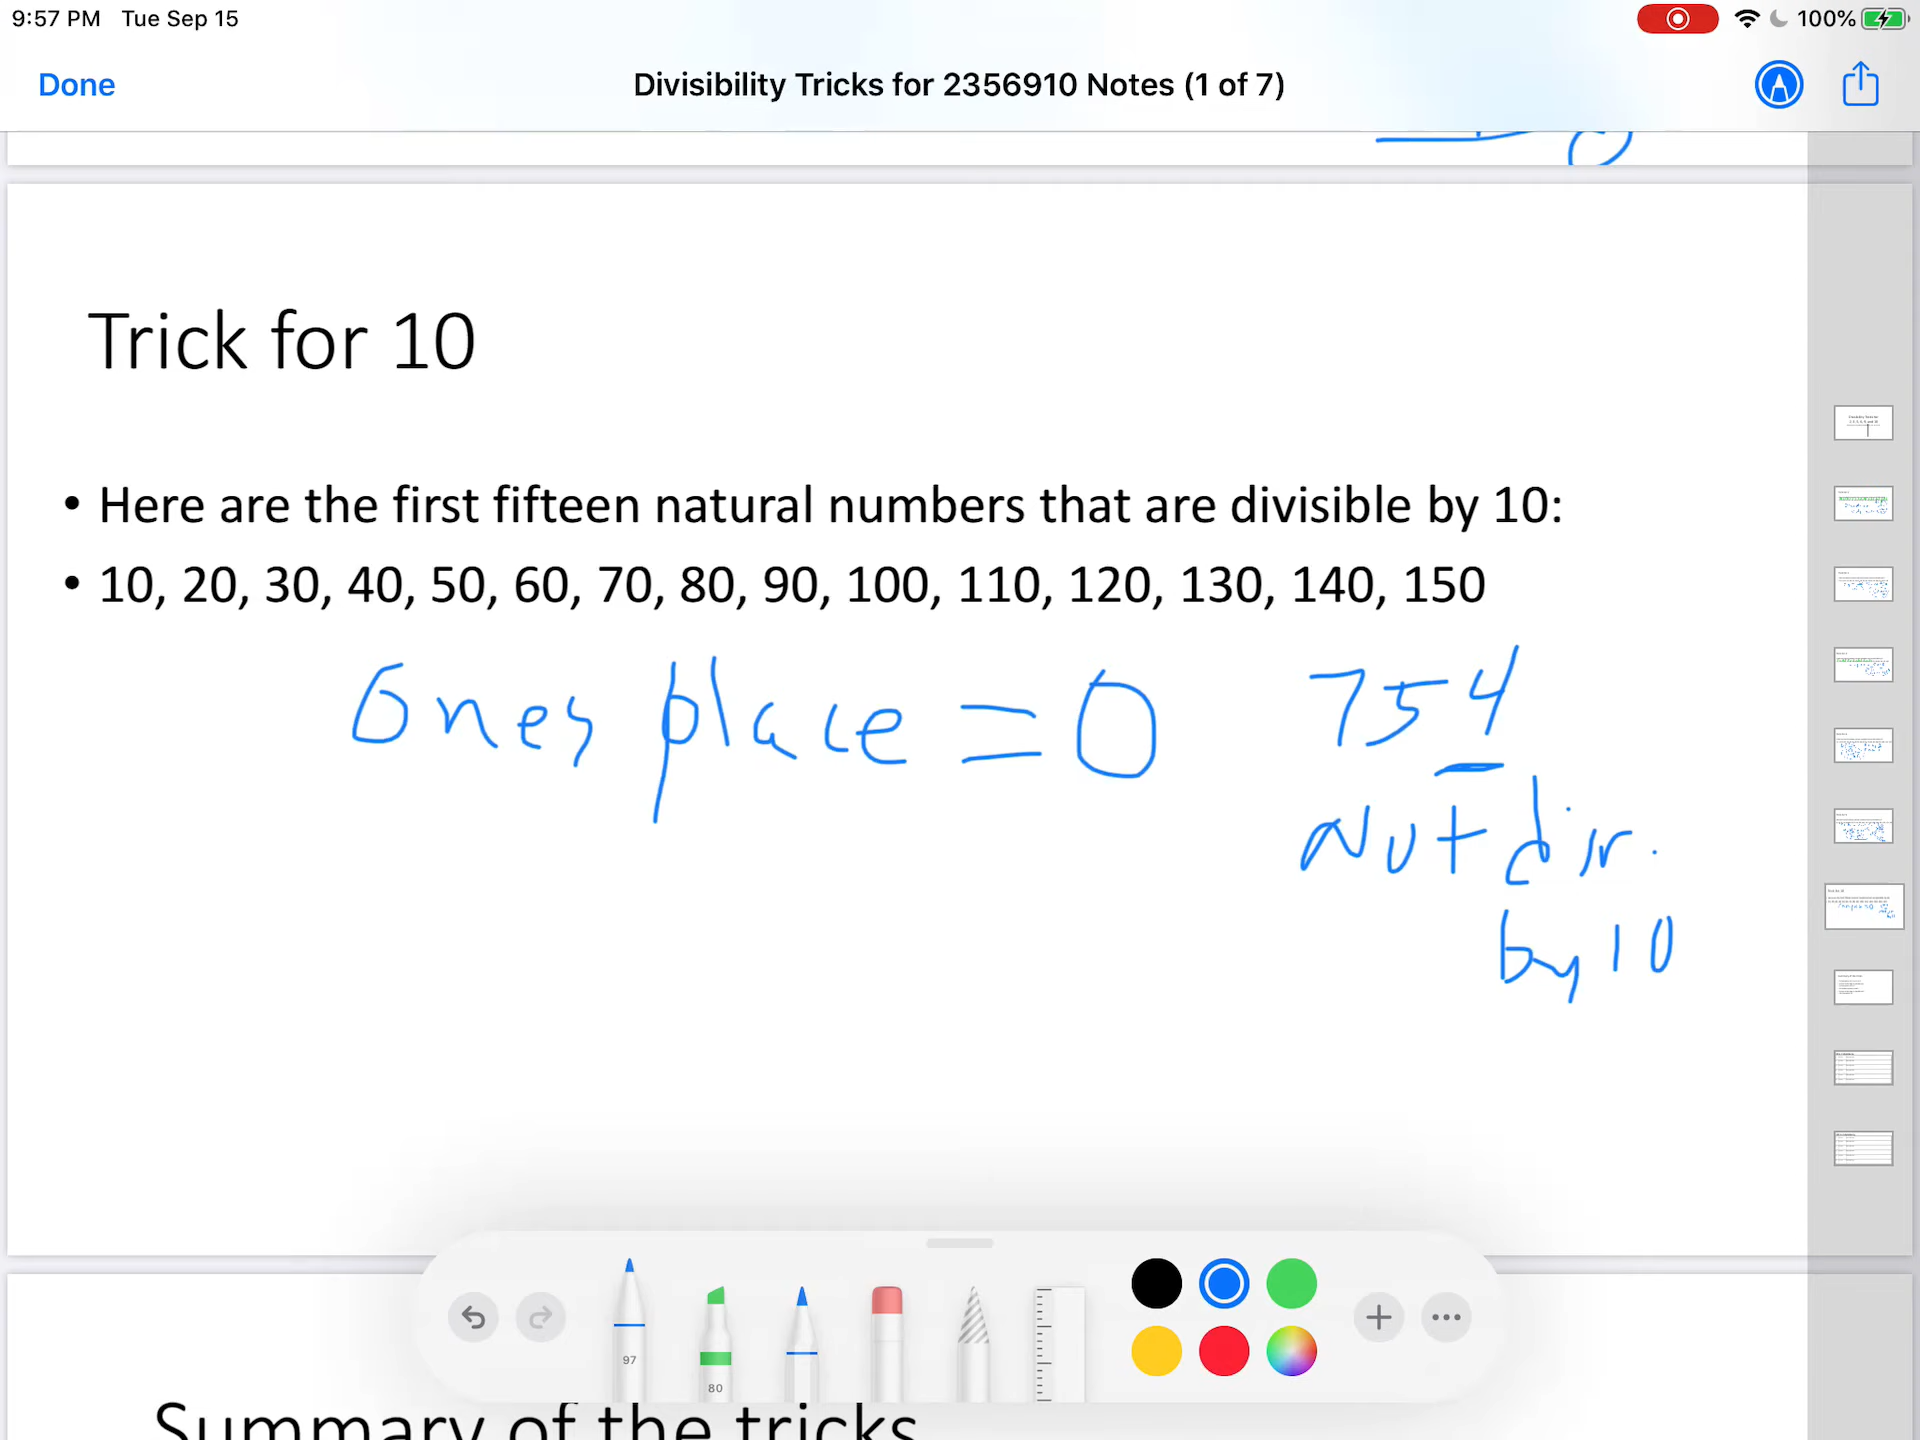 9:57 PM Tue Sep 15
100%
Done
Divisibility Tricks for 2356910 Notes (1 of 7)
Trick for 10
• Here are the first fifteen natural numbers that are divisible by 10:
• 10, 20, 30, 40, 50, 60, 70, 80, 90, 100, 110, 120, 130, 140, 150
Ones place = 0
754
Not div.
by 10
97
80
Summary of the tricks